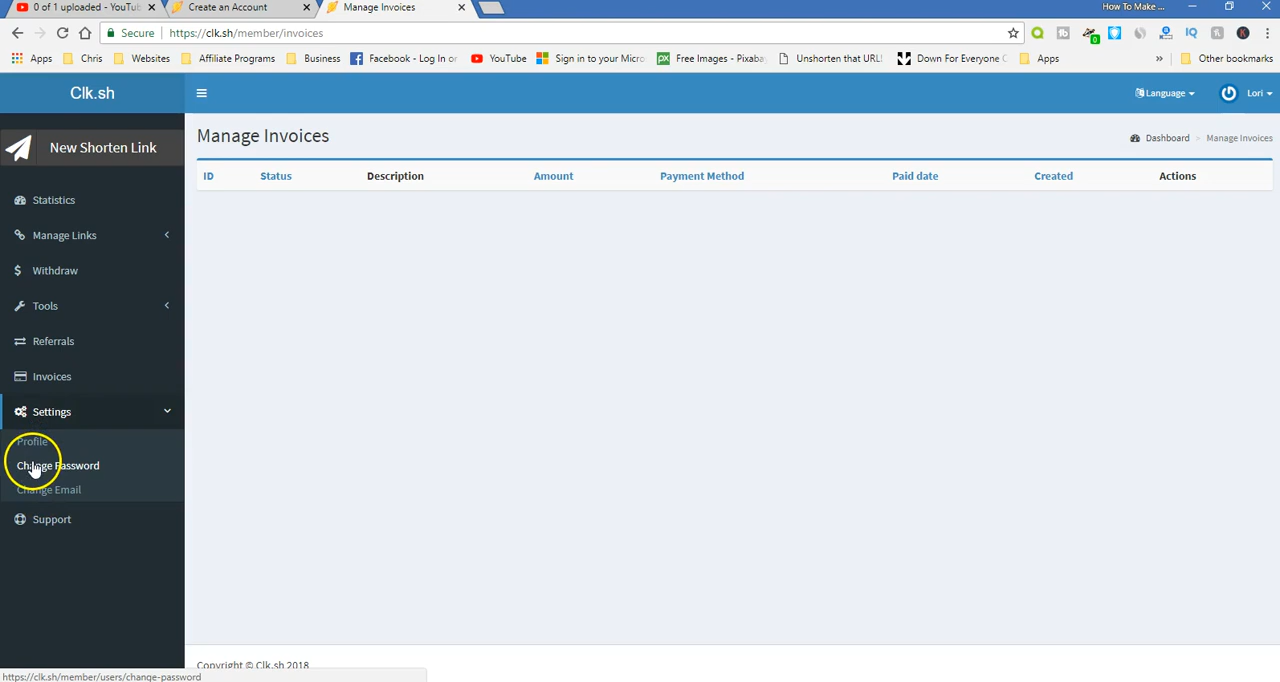 0 of 1 uploaded - YouTub
Create an Account
Manage Invoices
How To Make ...
Secure
https://clk.sh/member/invoices
Apps
Chris
Websites
Affiliate Programs
Business
Facebook - Log In or
YouTube
Sign in to your Micro
Free Images - Pixaba
Unshorten that URL!
Down For Everyone O
Apps
»
Other bookmarks
Clk.sh
Language
Lori
New Shorten Link
Manage Invoices
Dashboard > Manage Invoices
ID Status Description Amount Payment Method Paid date Created Actions
Statistics
Manage Links
Withdraw
Tools
Referrals
Invoices
Settings
Profile
Change Password
Change Email
Support
Copyright © Clk.sh 2018
https://clk.sh/member/users/change-password